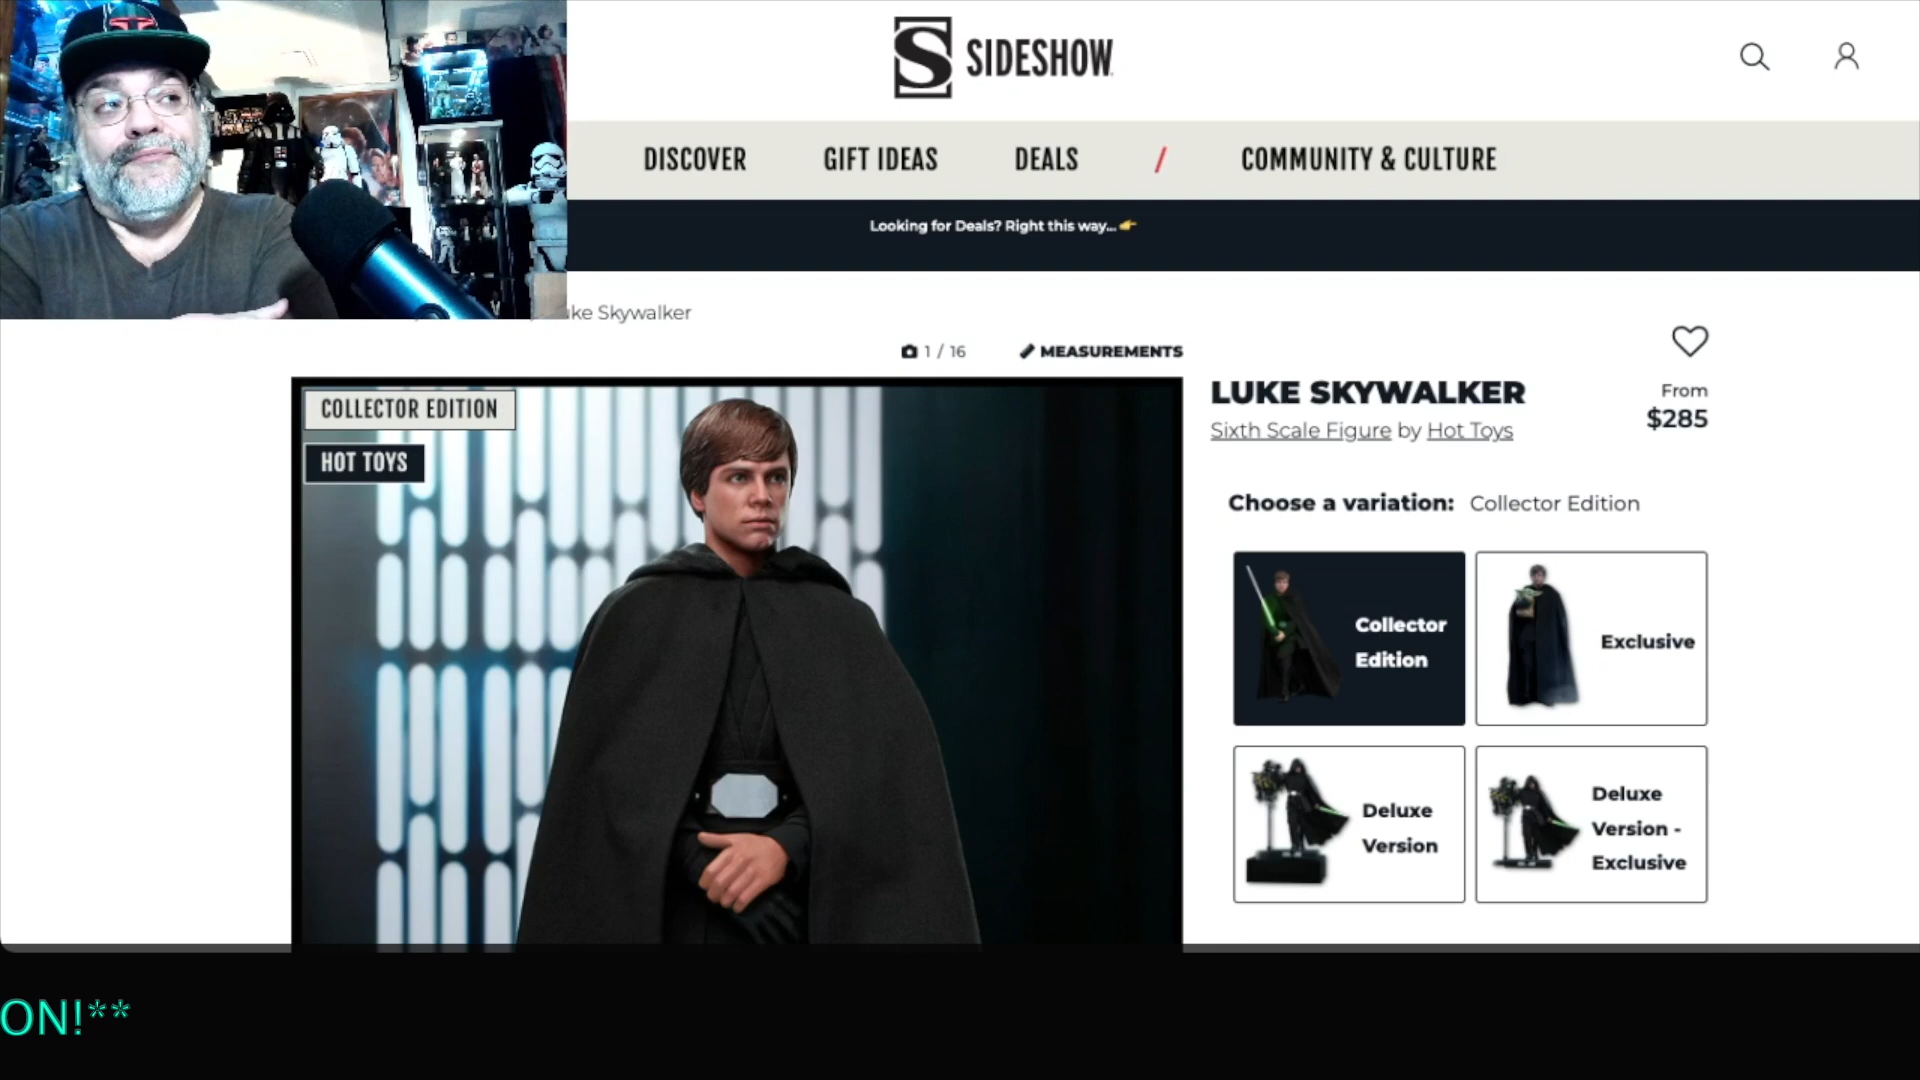 SIDESHOW
DISCOVER
GIFT IDEAS
DEALS
/
COMMUNITY & CULTURE
Looking for Deals? Right this way... 👉
ke Skywalker
1 / 16
MEASUREMENTS
COLLECTOR EDITION
HOT TOYS
LUKE SKYWALKER
Sixth Scale Figure by Hot Toys
From
$285
Choose a variation: Collector Edition
Collector
Edition
Exclusive
Deluxe
Version
Deluxe
Version -
Exclusive
ON!**